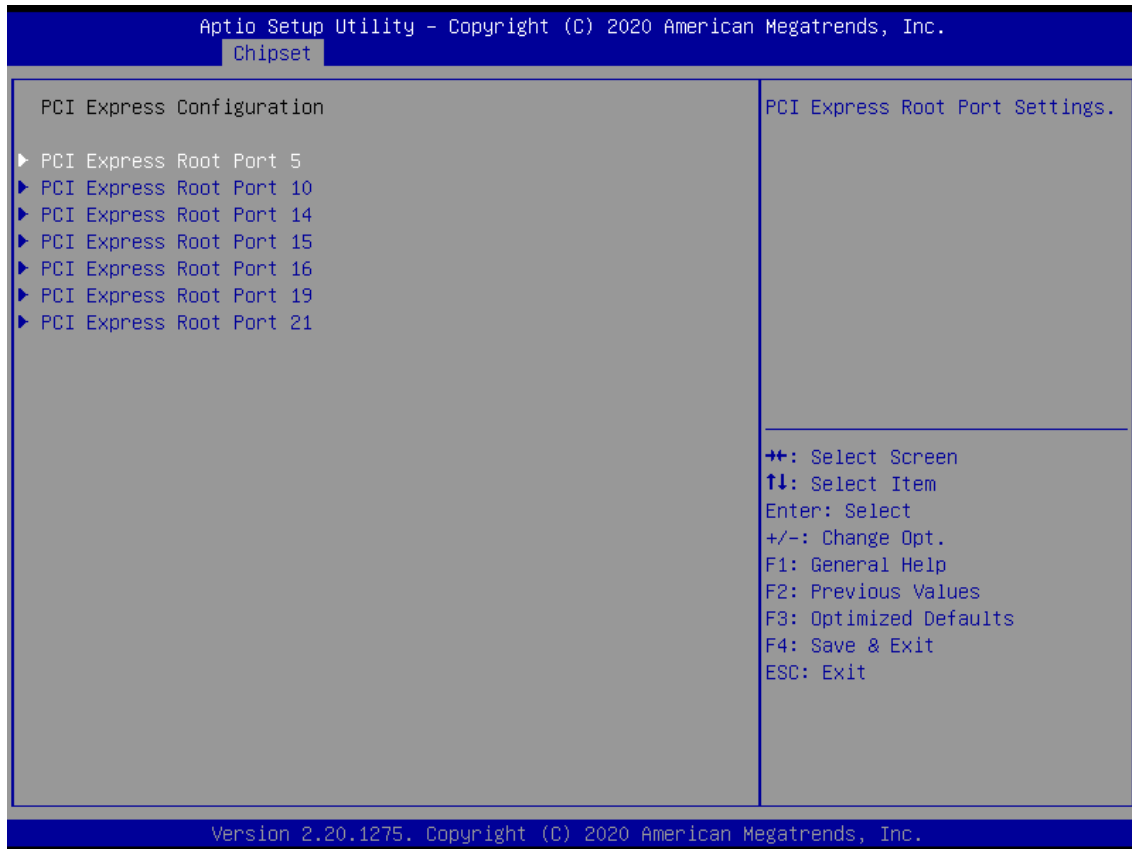 Aptio Setup Utility – Copyright (C) 2020 American Megatrends, Inc.
Chipset
PCI Express Configuration
▶ PCI Express Root Port 5
▶ PCI Express Root Port 10
▶ PCI Express Root Port 14
▶ PCI Express Root Port 15
▶ PCI Express Root Port 16
▶ PCI Express Root Port 19
▶ PCI Express Root Port 21
PCI Express Root Port Settings.
→←: Select Screen
↑↓: Select Item
Enter: Select
+/-: Change Opt.
F1: General Help
F2: Previous Values
F3: Optimized Defaults
F4: Save & Exit
ESC: Exit
Version 2.20.1275. Copyright (C) 2020 American Megatrends, Inc.